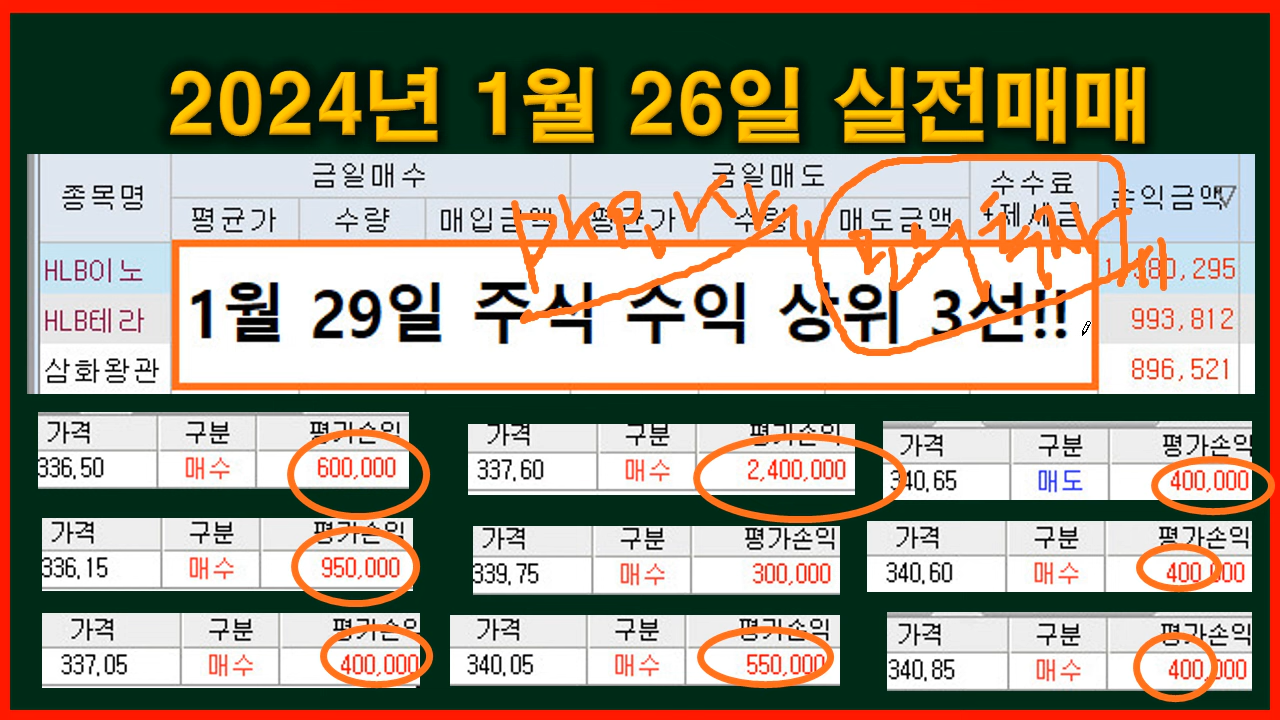 2024년 1월 26일 실전매매
종목명 금일매수 금일매도 수수료 손익금액▽
평균가 수량 매입금액 평균가 수량 매도금액 +제세금
HLB이노
HLB테라 993,812
삼화왕관 896,521
1월 29일 주식 수익 상위 3선!!
가격 구분 평가손익
336,50 매수 600,000
가격 구분 평가손익
337,60 매수 2,400,000
가격 구분 평가손익
340,65 매도 400,000
가격 구분 평가손익
336,15 매수 950,000
가격 구분 평가손익
339,75 매수 300,000
가격 구분 평가손익
340,60 매수 400,000
가격 구분 평가손익
337,05 매수 400,000
가격 구분 평가손익
340,05 매수 550,000
가격 구분 평가손익
340,85 매수 400,000